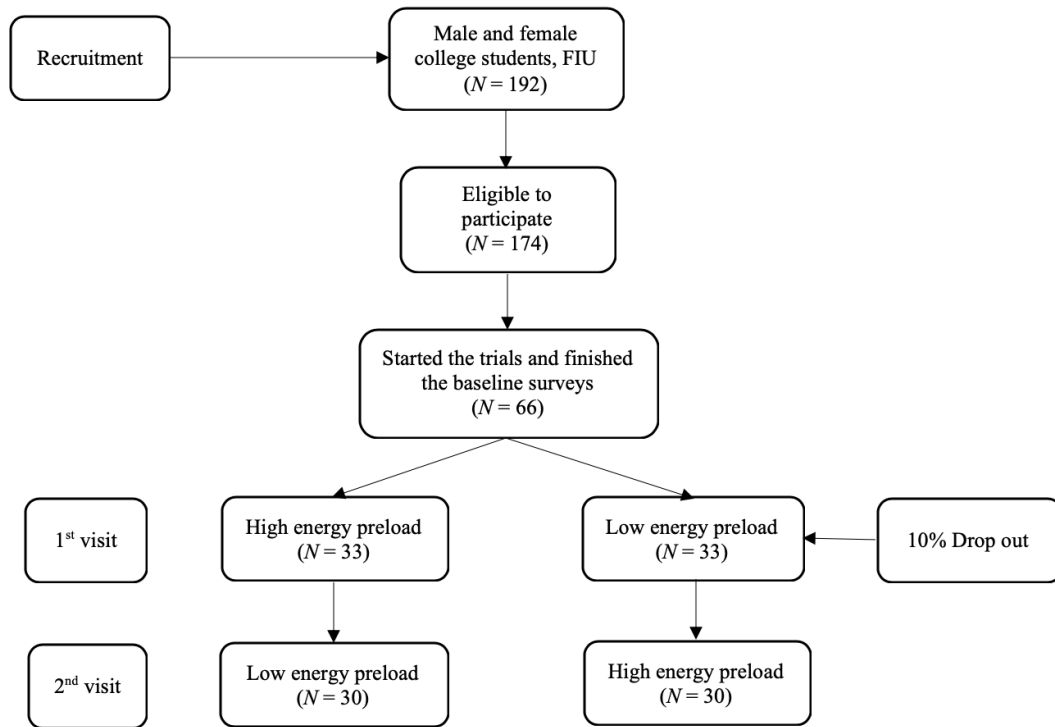 Recruitment
Male and female
college students, FIU
(N = 192)
Eligible to
participate
(N = 174)
Started the trials and finished
the baseline surveys
(N = 66)
1st visit
High energy preload
(N = 33)
Low energy preload
(N = 33)
10% Drop out
2nd visit
Low energy preload
(N = 30)
High energy preload
(N = 30)